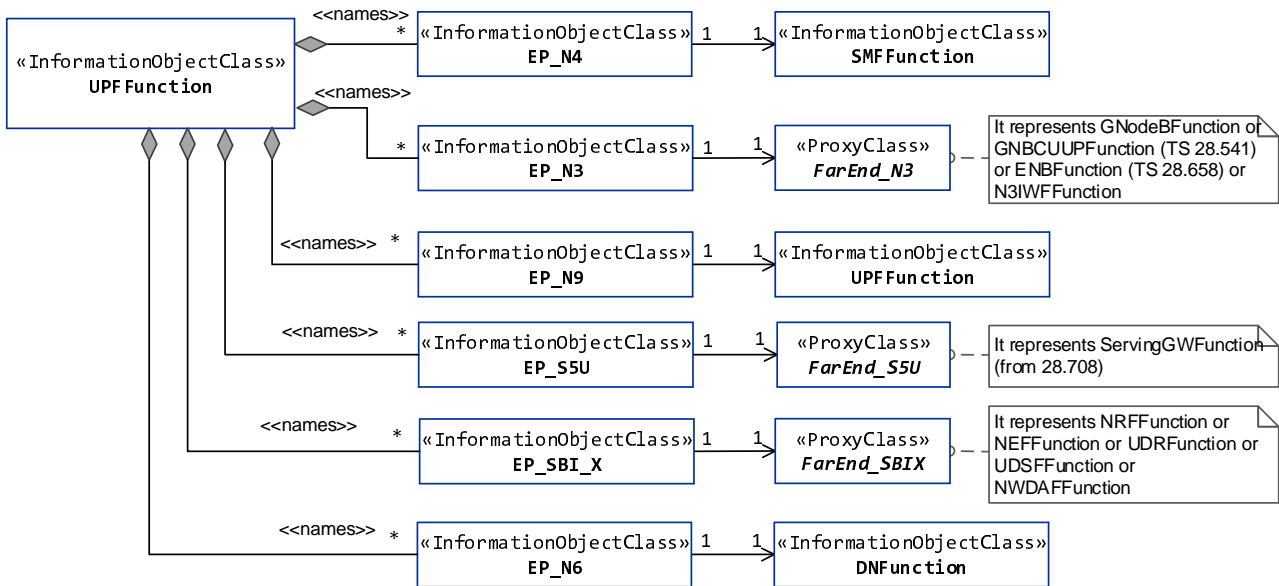 «InformationObjectClass»
UPFFunction
<<names>>
*
«InformationObjectClass»
EP_N4
1
1
«InformationObjectClass»
SMFFunction
<<names>>
*
«InformationObjectClass»
EP_N3
1
1
«ProxyClass»
FarEnd_N3
It represents GNodeBFunction or
GNBCUUPFunction (TS 28.541)
or ENBFunction (TS 28.658) or
N3IWFFunction
<<names>>
*
«InformationObjectClass»
EP_N9
1
1
«InformationObjectClass»
UPFFunction
<<names>>
*
«InformationObjectClass»
EP_S5U
1
1
«ProxyClass»
FarEnd_S5U
It represents ServingGWFunction
(from 28.708)
<<names>>
*
«InformationObjectClass»
EP_SBI_X
1
1
«ProxyClass»
FarEnd_SBIX
It represents NRFFunction or
NEFFunction or UDRFunction or
UDSFFunction or
NWDAFFunction
<<names>>
*
«InformationObjectClass»
EP_N6
1
1
«InformationObjectClass»
DNFunction